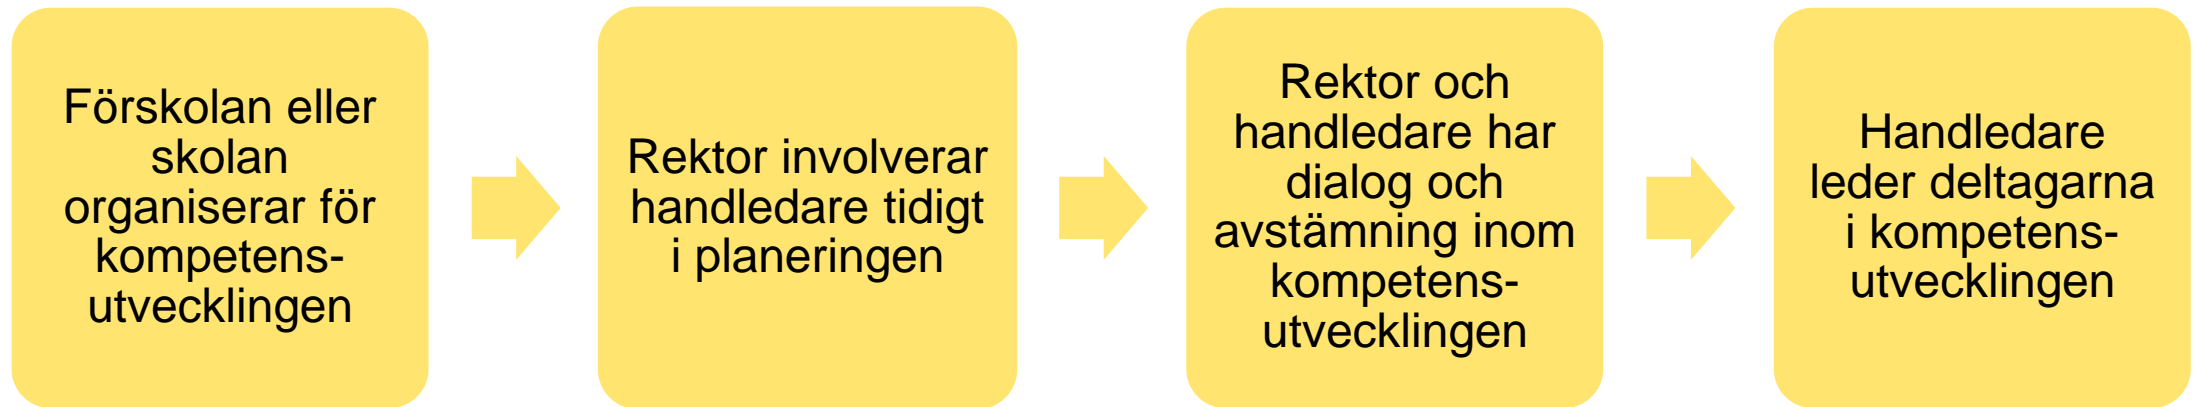 Förskolan eller
skolan
organiserar för
kompetens-
utvecklingen
Rektor involverar
handledare tidigt
i planeringen
Rektor och
handledare har
dialog och
avstämning inom
kompetens-
utvecklingen
Handledare
leder deltagarna
i kompetens-
utvecklingen